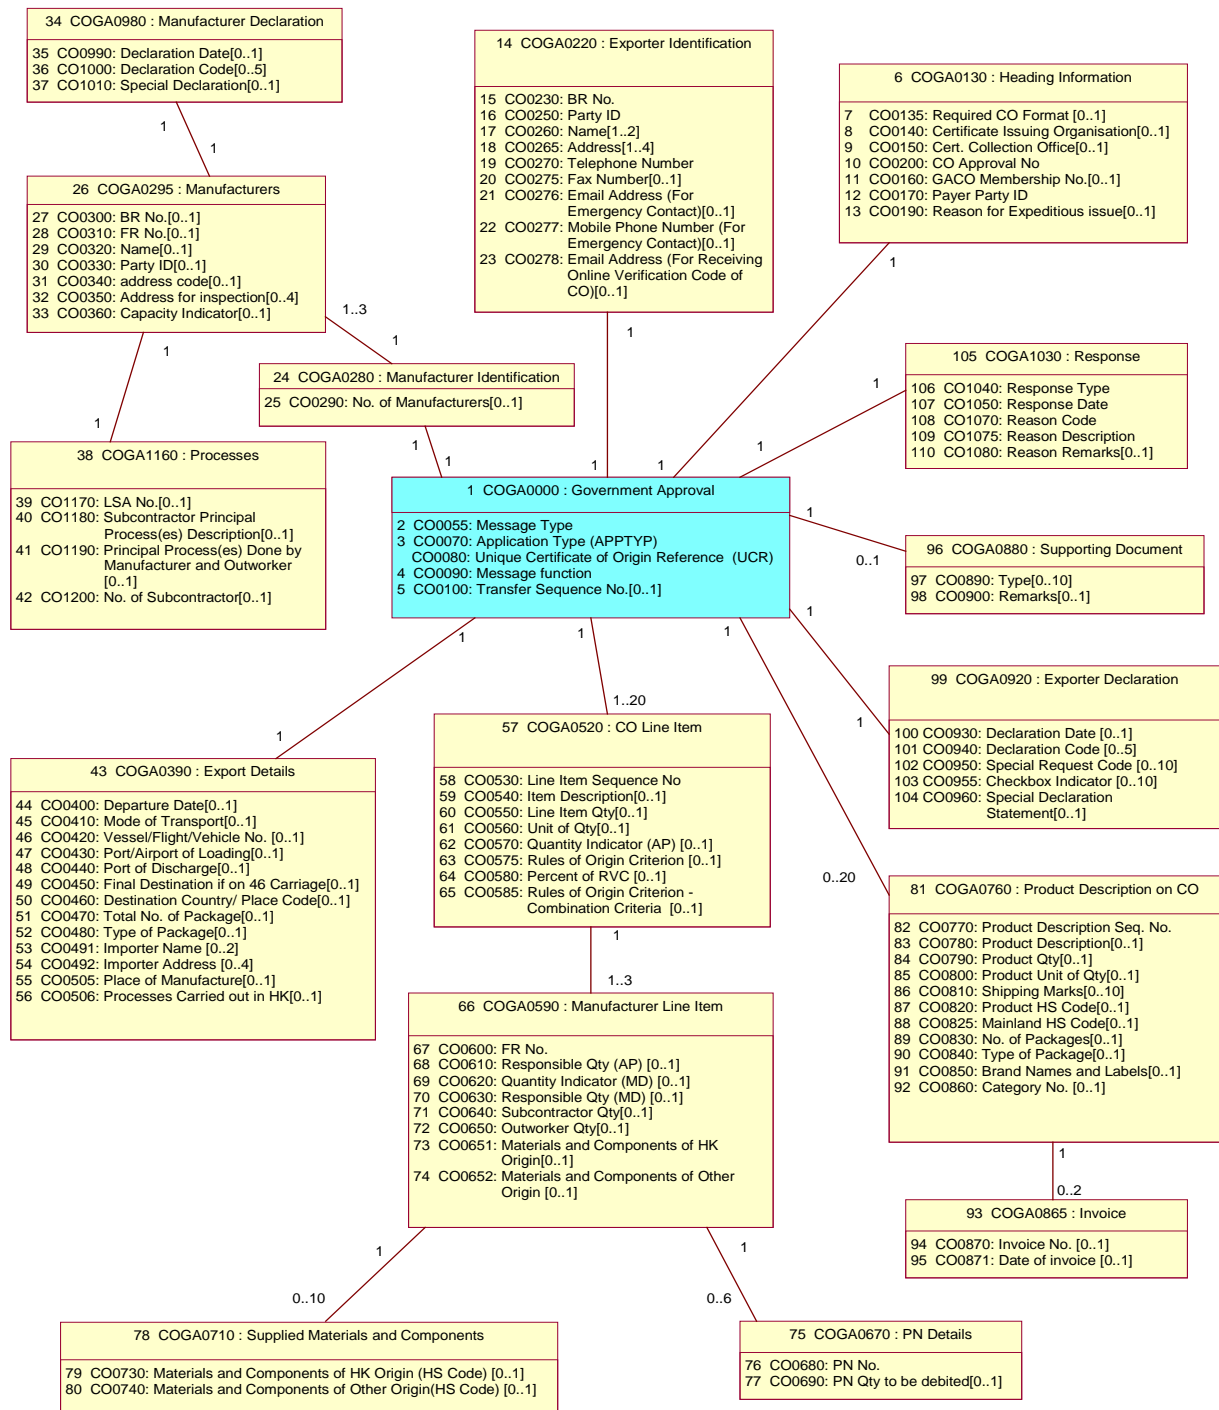 34 COGA0980 : Manufacturer Declaration
35 CO0990: Declaration Date[0..1]
36 CO1000: Declaration Code[0..5]
37 CO1010: Special Declaration[0..1]
1
1
26 COGA0295 : Manufacturers
27 CO0300: BR No.[0..1]
28 CO0310: FR No.[0..1]
29 CO0320: Name[0..1]
30 CO0330: Party ID[0..1]
31 CO0340: address code[0..1]
32 CO0350: Address for inspection[0..4]
33 CO0360: Capacity Indicator[0..1]
1..3
1
1
1
14 COGA0220 : Exporter Identification
15 CO0230: BR No.
16 CO0250: Party ID
17 CO0260: Name[1..2]
18 CO0265: Address[1..4]
19 CO0270: Telephone Number
20 CO0275: Fax Number[0..1]
21 CO0276: Email Address (For
Emergency Contact)[0..1]
22 CO0277: Mobile Phone Number (For
Emergency Contact)[0..1]
23 CO0278: Email Address (For Receiving
Online Verification Code of
CO)[0..1]
1
1
6 COGA0130 : Heading Information
7 CO0135: Required CO Format [0..1]
8 CO0140: Certificate Issuing Organisation[0..1]
9 CO0150: Cert. Collection Office[0..1]
10 CO0200: CO Approval No
11 CO0160: GACO Membership No.[0..1]
12 CO0170: Payer Party ID
13 CO0190: Reason for Expeditious issue[0..1]
1
1
24 COGA0280 : Manufacturer Identification
25 CO0290: No. of Manufacturers[0..1]
1
1
105 COGA1030 : Response
106 CO1040: Response Type
107 CO1050: Response Date
108 CO1070: Reason Code
109 CO1075: Reason Description
110 CO1080: Reason Remarks[0..1]
1
1
38 COGA1160 : Processes
39 CO1170: LSA No.[0..1]
40 CO1180: Subcontractor Principal
Process(es) Description[0..1]
41 CO1190: Principal Process(es) Done by
Manufacturer and Outworker
[0..1]
42 CO1200: No. of Subcontractor[0..1]
1 COGA0000 : Government Approval
2 CO0055: Message Type
3 CO0070: Application Type (APPTYP)
CO0080: Unique Certificate of Origin Reference (UCR)
4 CO0090: Message function
5 CO0100: Transfer Sequence No.[0..1]
1
0..1
96 COGA0880 : Supporting Document
97 CO0890: Type[0..10]
98 CO0900: Remarks[0..1]
1
1
1
1
1
1..20
1
0..20
99 COGA0920 : Exporter Declaration
100 CO0930: Declaration Date [0..1]
101 CO0940: Declaration Code [0..5]
102 CO0950: Special Request Code [0..10]
103 CO0955: Checkbox Indicator [0..10]
104 CO0960: Special Declaration
Statement[0..1]
43 COGA0390 : Export Details
44 CO0400: Departure Date[0..1]
45 CO0410: Mode of Transport[0..1]
46 CO0420: Vessel/Flight/Vehicle No. [0..1]
47 CO0430: Port/Airport of Loading[0..1]
48 CO0440: Port of Discharge[0..1]
49 CO0450: Final Destination if on 46 Carriage[0..1]
50 CO0460: Destination Country/ Place Code[0..1]
51 CO0470: Total No. of Package[0..1]
52 CO0480: Type of Package[0..1]
53 CO0491: Importer Name [0..2]
54 CO0492: Importer Address [0..4]
55 CO0505: Place of Manufacture[0..1]
56 CO0506: Processes Carried out in HK[0..1]
57 COGA0520 : CO Line Item
58 CO0530: Line Item Sequence No
59 CO0540: Item Description[0..1]
60 CO0550: Line Item Qty[0..1]
61 CO0560: Unit of Qty[0..1]
62 CO0570: Quantity Indicator (AP) [0..1]
63 CO0575: Rules of Origin Criterion [0..1]
64 CO0580: Percent of RVC [0..1]
65 CO0585: Rules of Origin Criterion -
Combination Criteria [0..1]
1
1..3
81 COGA0760 : Product Description on CO
82 CO0770: Product Description Seq. No.
83 CO0780: Product Description[0..1]
84 CO0790: Product Qty[0..1]
85 CO0800: Product Unit of Qty[0..1]
86 CO0810: Shipping Marks[0..10]
87 CO0820: Product HS Code[0..1]
88 CO0825: Mainland HS Code[0..1]
89 CO0830: No. of Packages[0..1]
90 CO0840: Type of Package[0..1]
91 CO0850: Brand Names and Labels[0..1]
92 CO0860: Category No. [0..1]
1
0..2
66 COGA0590 : Manufacturer Line Item
67 CO0600: FR No.
68 CO0610: Responsible Qty (AP) [0..1]
69 CO0620: Quantity Indicator (MD) [0..1]
70 CO0630: Responsible Qty (MD) [0..1]
71 CO0640: Subcontractor Qty[0..1]
72 CO0650: Outworker Qty[0..1]
73 CO0651: Materials and Components of HK
Origin[0..1]
74 CO0652: Materials and Components of Other
Origin [0..1]
93 COGA0865 : Invoice
94 CO0870: Invoice No. [0..1]
95 CO0871: Date of invoice [0..1]
1
0..10
1
0..6
78 COGA0710 : Supplied Materials and Components
79 CO0730: Materials and Components of HK Origin (HS Code) [0..1]
80 CO0740: Materials and Components of Other Origin(HS Code) [0..1]
75 COGA0670 : PN Details
76 CO0680: PN No.
77 CO0690: PN Qty to be debited[0..1]